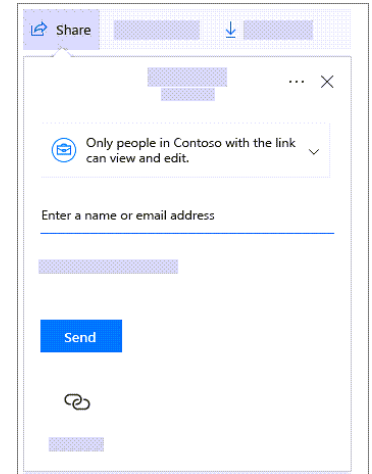 Share
Only people in Contoso with the link
can view and edit.
Enter a name or email address
Send